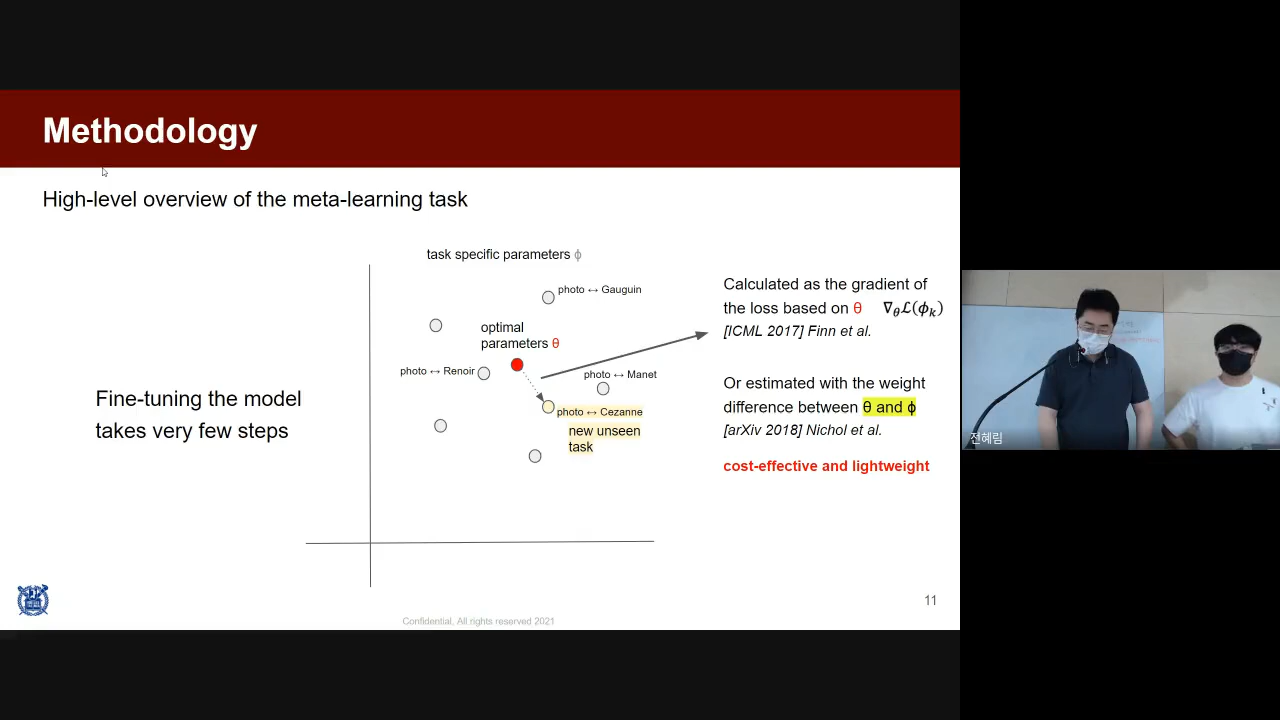 Methodology
High-level overview of the meta-learning task
task specific parameters ϕ
photo ↔ Gauguin
optimal
parameters θ
photo ↔ Renoir
photo ↔ Manet
photo ↔ Cezanne
new unseen
task
Fine-tuning the model
takes very few steps
Calculated as the gradient of
the loss based on θ ∇θℒ(ϕk)
[ICML 2017] Finn et al.
Or estimated with the weight
difference between θ and ϕ
[arXiv 2018] Nichol et al.
cost-effective and lightweight
11
Confidential, All rights reserved 2021
전혜림